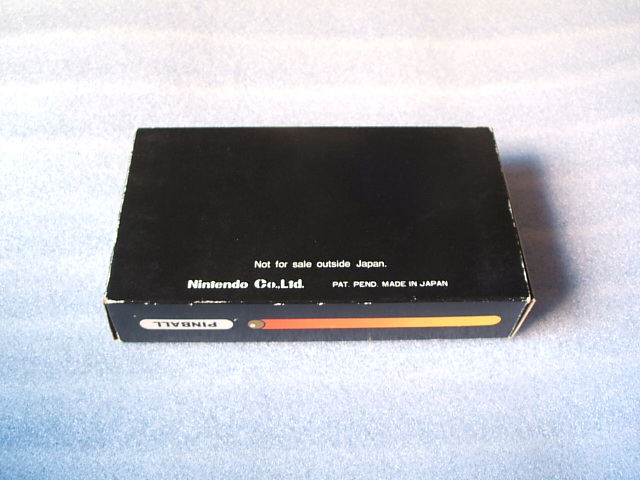 Not for sale outside Japan.
Nintendo Co.,Ltd. PAT. PEND. MADE IN JAPAN
PINBALL